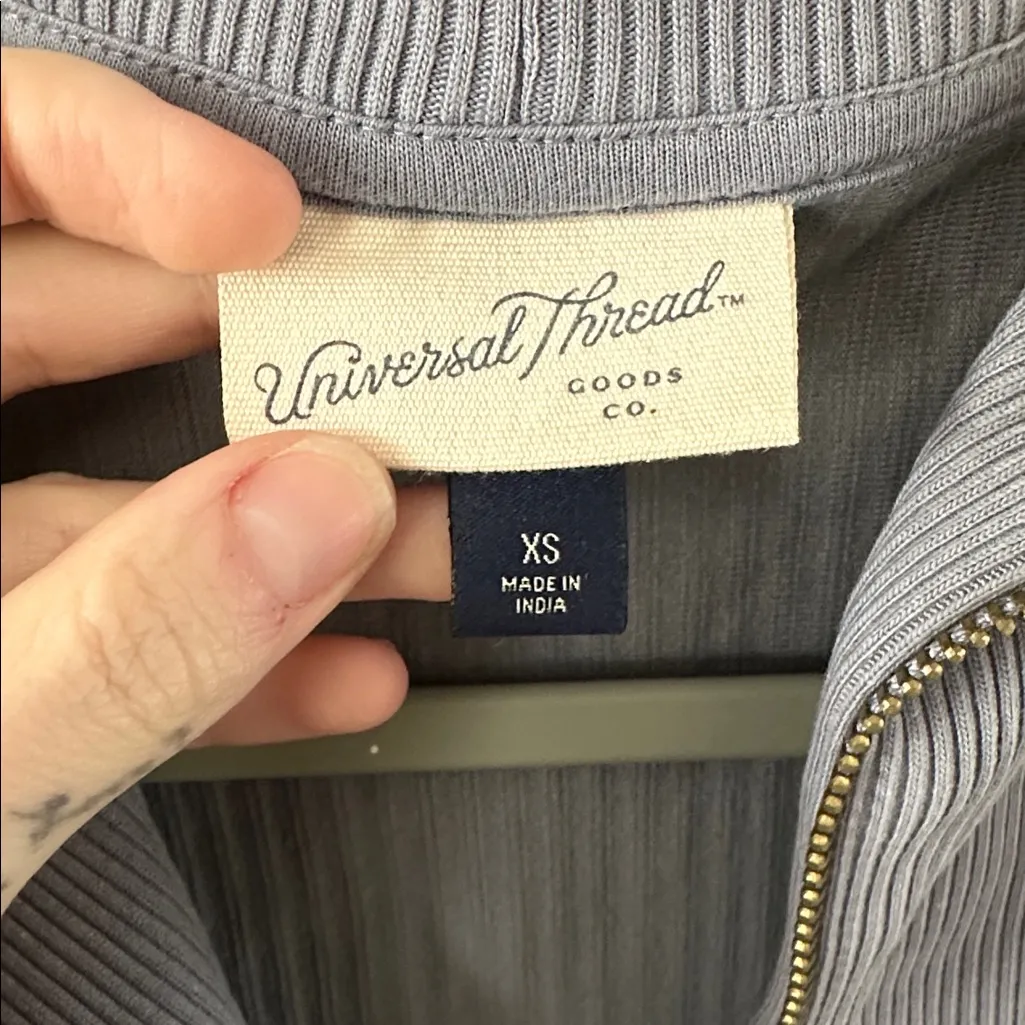 Universal Thread™
GOODS
CO.
XS
MADE IN
INDIA